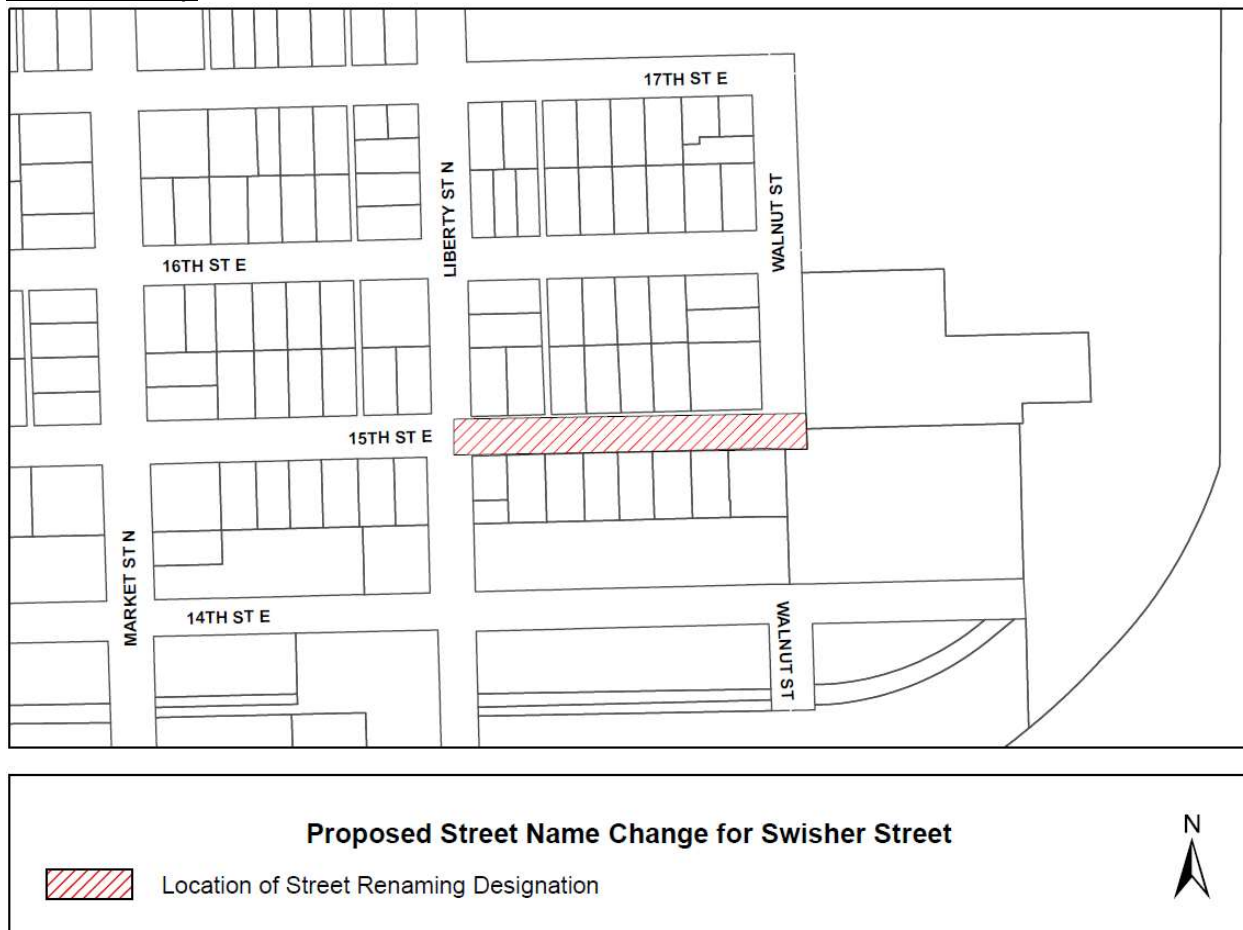 17TH ST E
LIBERTY ST N
WALNUT ST
16TH ST E
15TH ST E
MARKET ST N
14TH ST E
WALNUT ST
Proposed Street Name Change for Swisher Street
N
Location of Street Renaming Designation